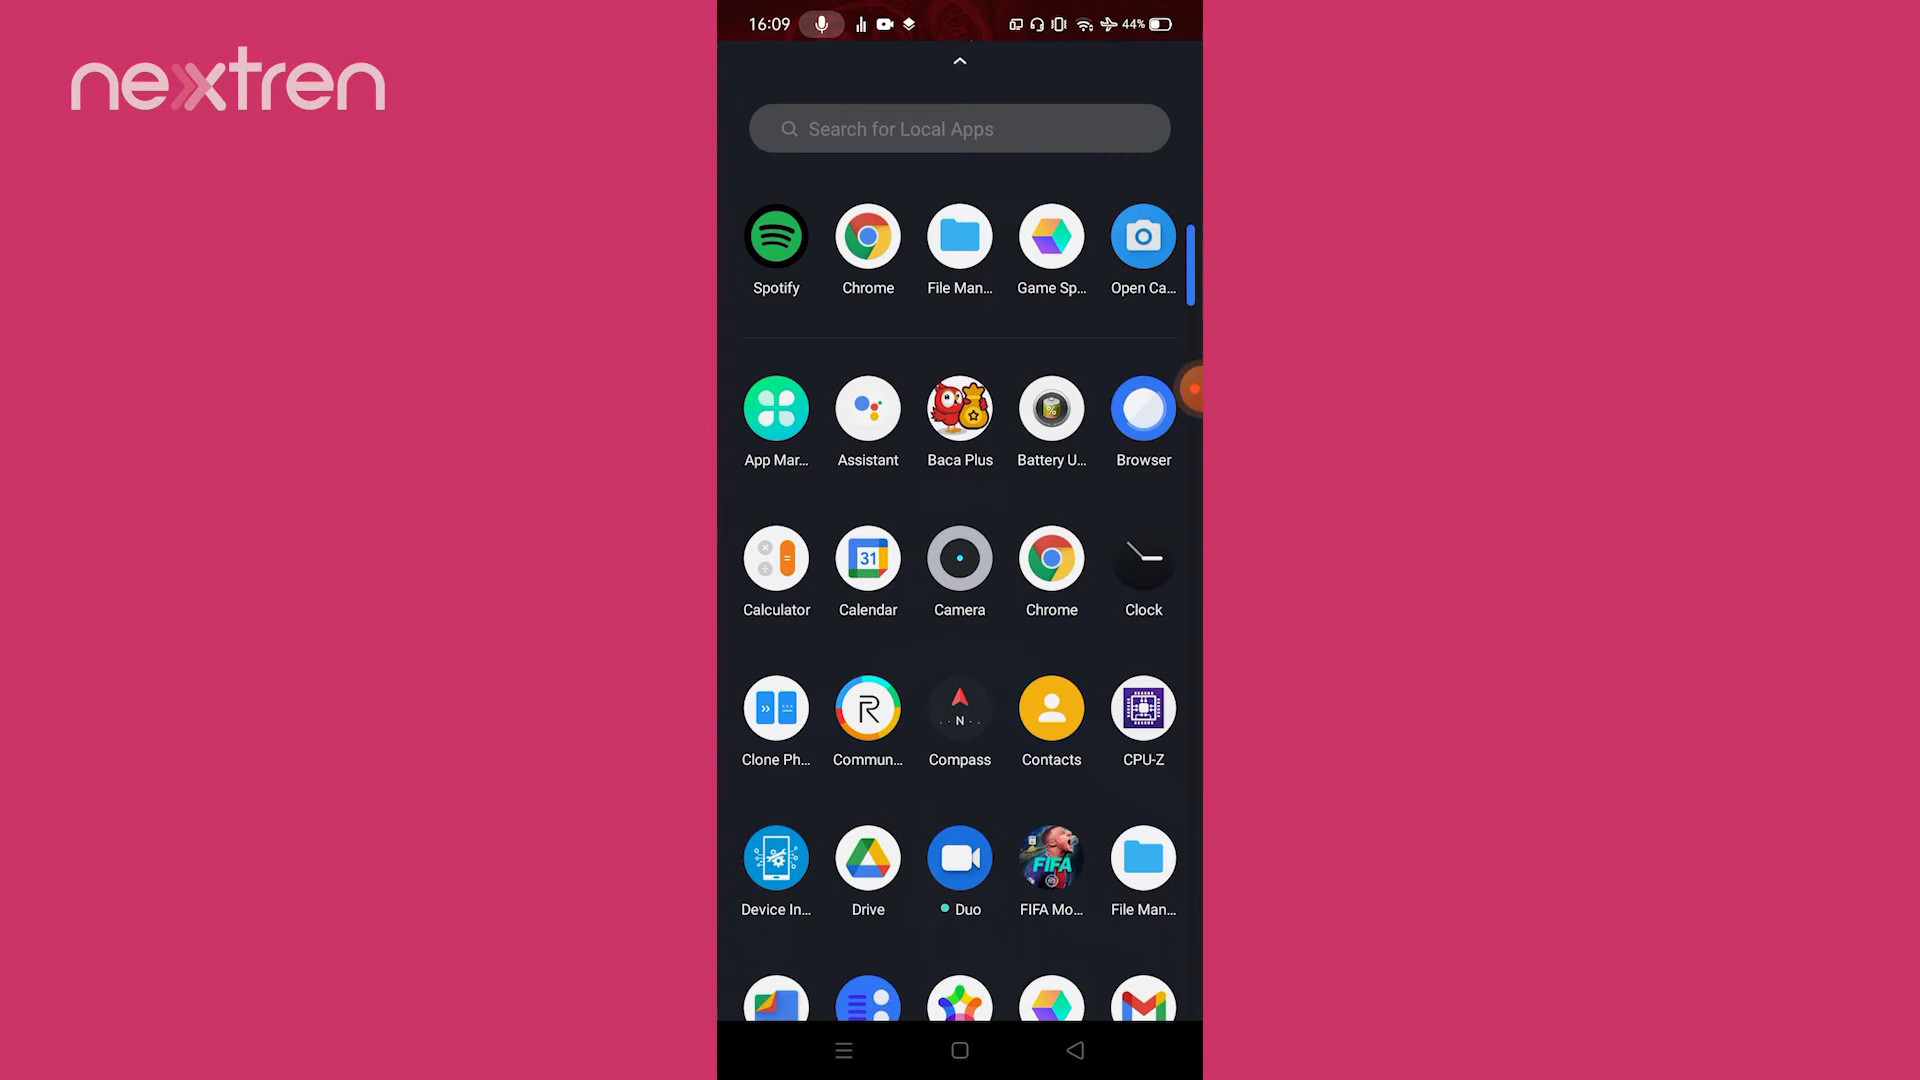 nextren
16:09
44%
Search for Local Apps
Spotify
Chrome
File Man...
Game Sp...
Open Ca...
App Mar...
Assistant
Baca Plus
Battery U...
Browser
%
Calculator
Calendar
Camera
Chrome
Clock
31
Clone Ph...
Commun...
Compass
Contacts
CPU-Z
R
N
Device In...
Drive
Duo
FIFA Mo...
File Man...
FIFA